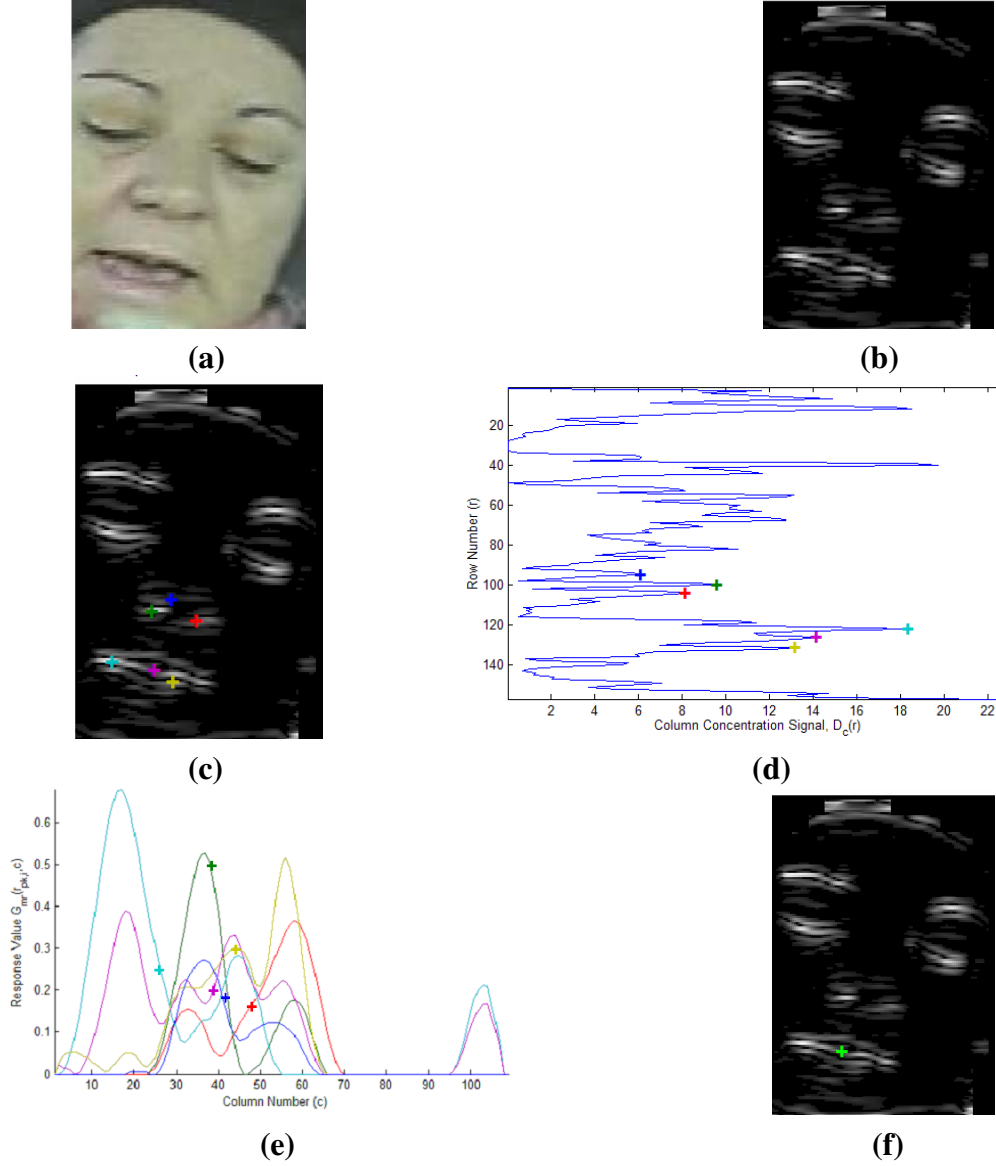 (a)
(b)
(c)
20
40
60
80
100
120
140
Row Number (r)
2 4 6 8 10 12 14 16 18 20 22
Column Concentration Signal, D_c(r)
(d)
0.6
0.5
0.4
0.3
0.2
0.1
0
Response Value G_mr(r_pk,i,c)
10 20 30 40 50 60 70 80 90 100
Column Number (c)
(e)
(f)